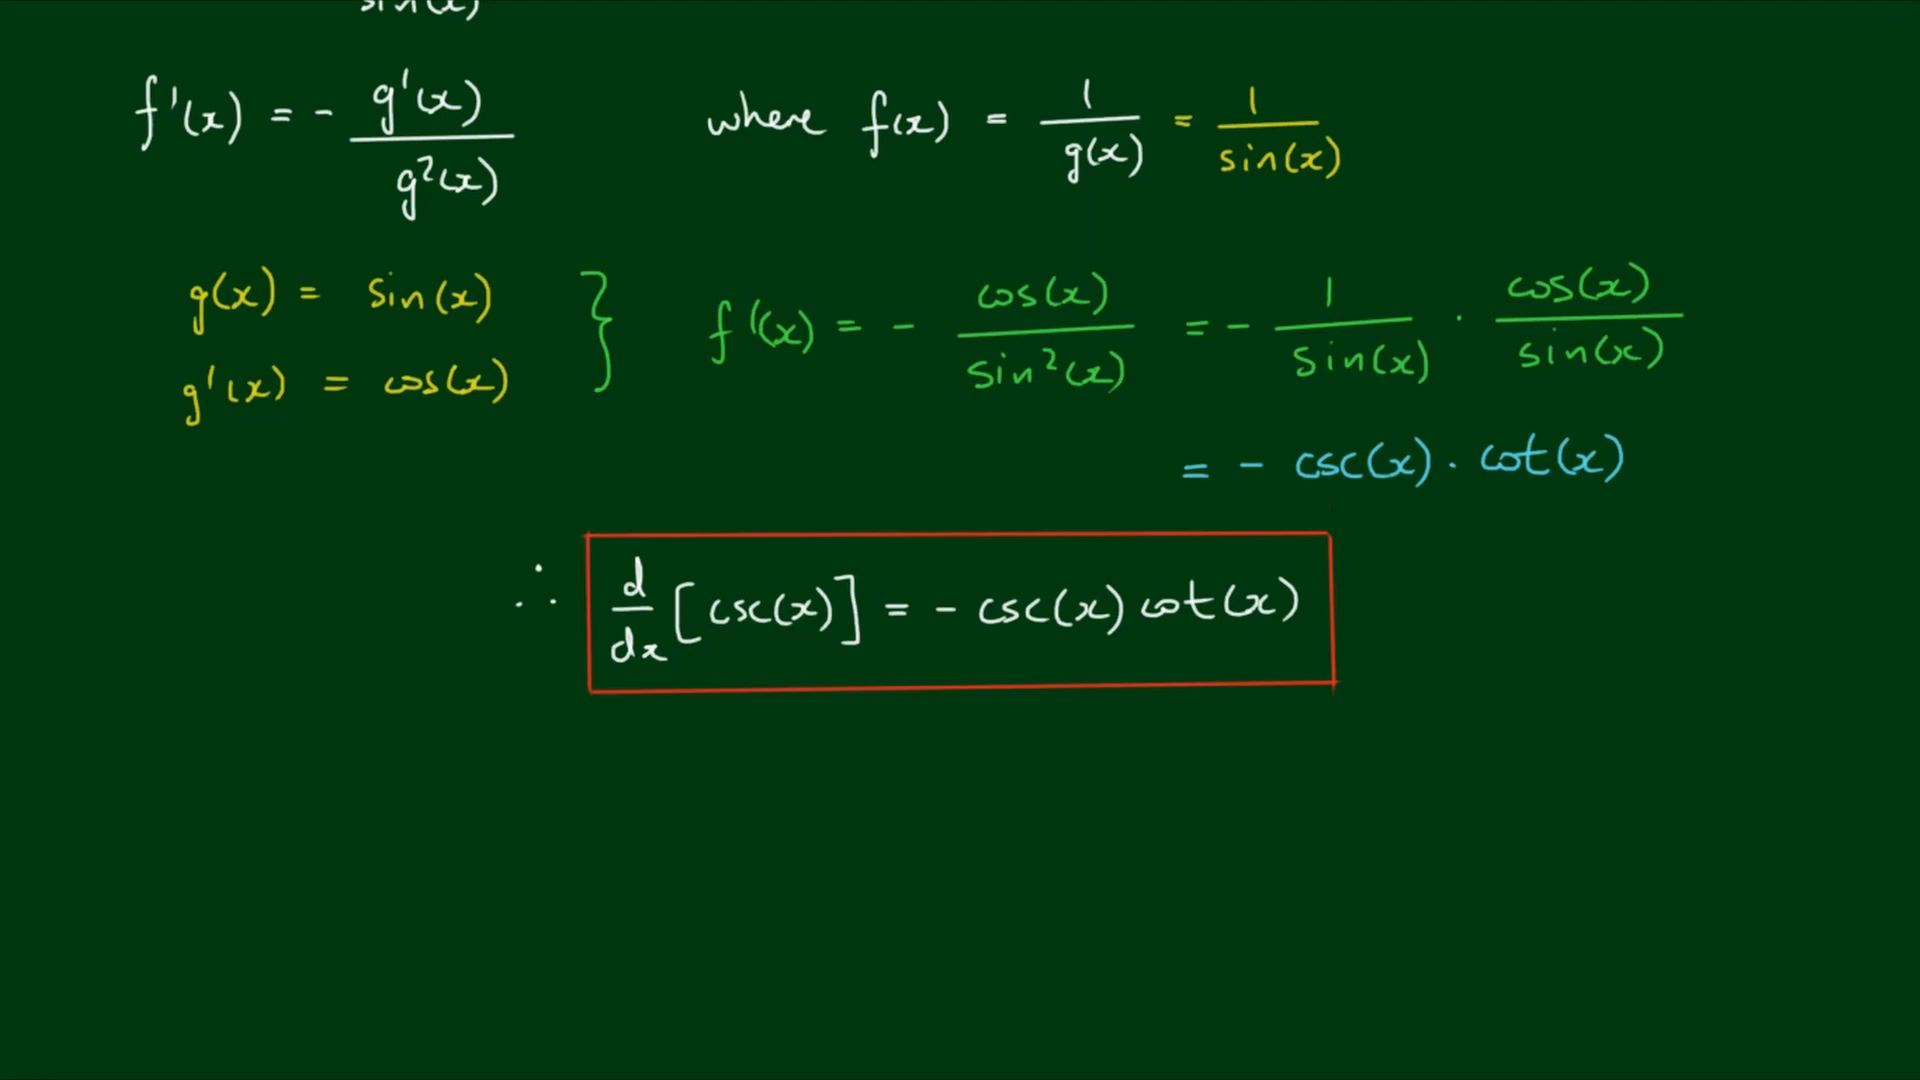 sin(x)
f'(x) = - g'(x) / g²(x) where f(x) = 1 / g(x) = 1 / sin(x)
g(x) = sin(x)
g'(x) = cos(x) } f'(x) = - cos(x) / sin²(x) = - 1 / sin(x) · cos(x) / sin(x)
= - csc(x) · cot(x)
∴ d/dx [csc(x)] = - csc(x) cot(x)